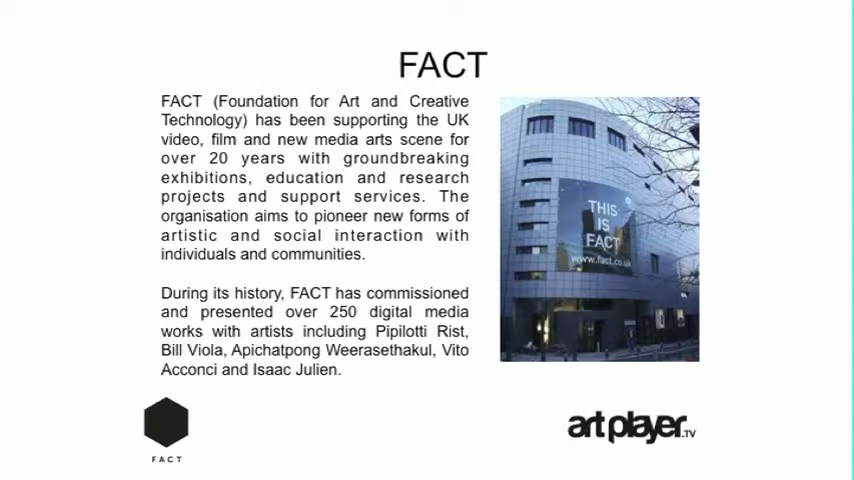 FACT
FACT (Foundation for Art and Creative
Technology) has been supporting the UK
video, film and new media arts scene for
over 20 years with groundbreaking
exhibitions, education and research
projects and support services. The
organisation aims to pioneer new forms of
artistic and social interaction with
individuals and communities.
During its history, FACT has commissioned
and presented over 250 digital media
works with artists including Pipilotti Rist,
Bill Viola, Apichatpong Weerasethakul, Vito
Acconci and Isaac Julien.
THIS
IS
FACT
www.fact.co.uk
FACT
artplayer.TV